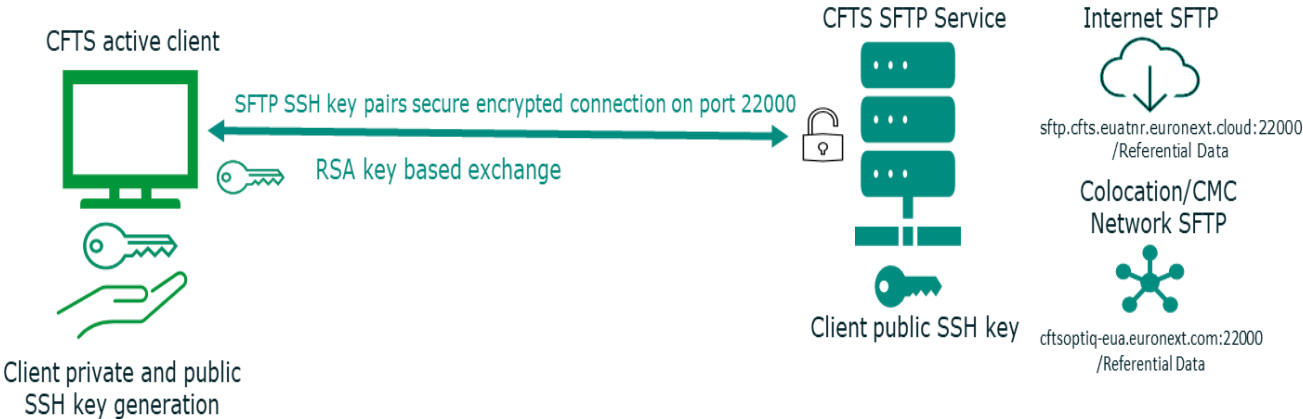 CFTS active client
SFTP SSH key pairs secure encrypted connection on port 22000
RSA key based exchange
Client private and public
SSH key generation
CFTS SFTP Service
Client public SSH key
Internet SFTP
sftp.cfts.euatnr.euronext.cloud:22000
/Referential Data
Colocation/CMC
Network SFTP
cftsoptiq-eua.euronext.com:22000
/Referential Data